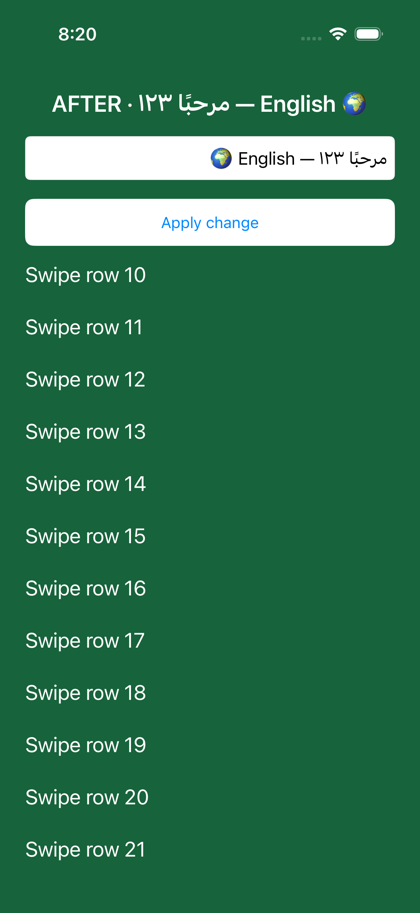 8:20
AFTER · مرحبًا ١٢٣ — English 🌍
مرحبًا ١٢٣ — English 🌍
Apply change
Swipe row 10
Swipe row 11
Swipe row 12
Swipe row 13
Swipe row 14
Swipe row 15
Swipe row 16
Swipe row 17
Swipe row 18
Swipe row 19
Swipe row 20
Swipe row 21